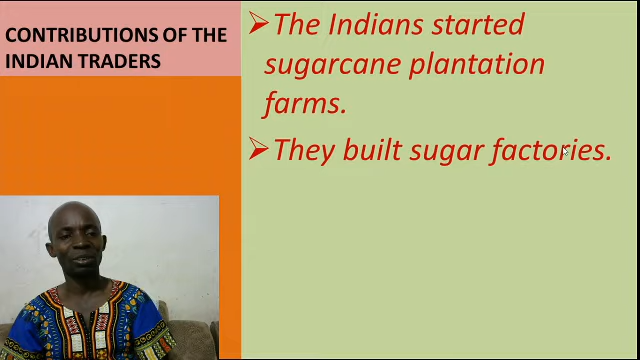 CONTRIBUTIONS OF THE
INDIAN TRADERS
The Indians started
sugarcane plantation
farms.
They built sugar factories.